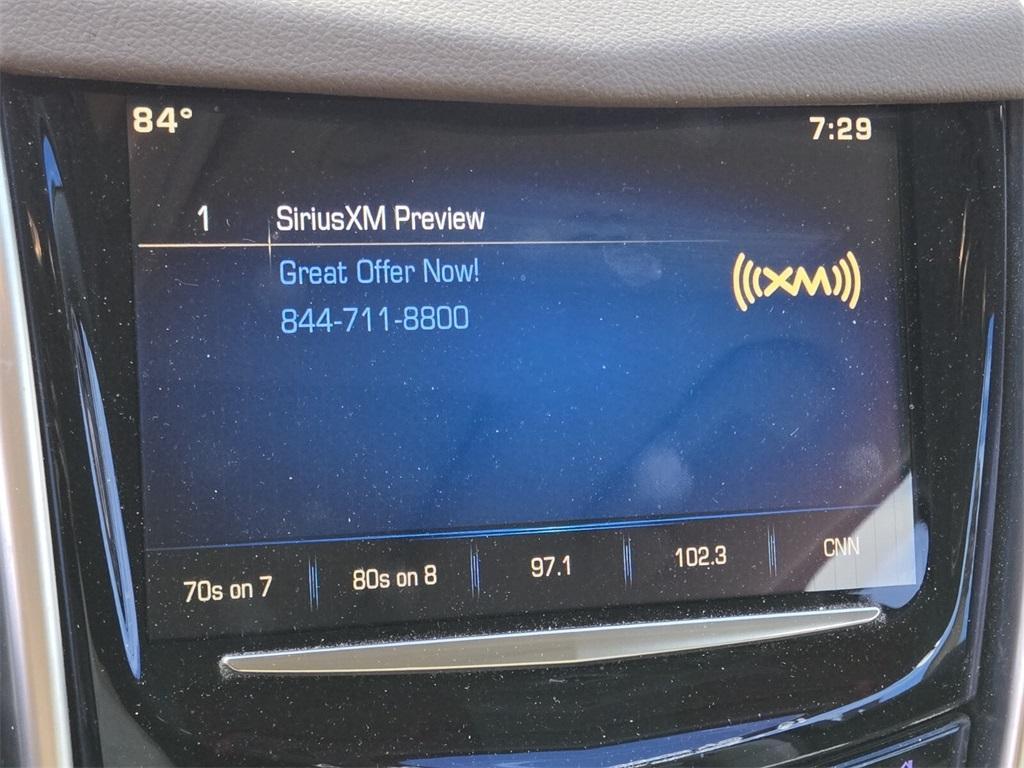 84°
7:29
1 SiriusXM Preview
Great Offer Now!
844-711-8800
XM
70s on 7 80s on 8 97.1 102.3 CNN